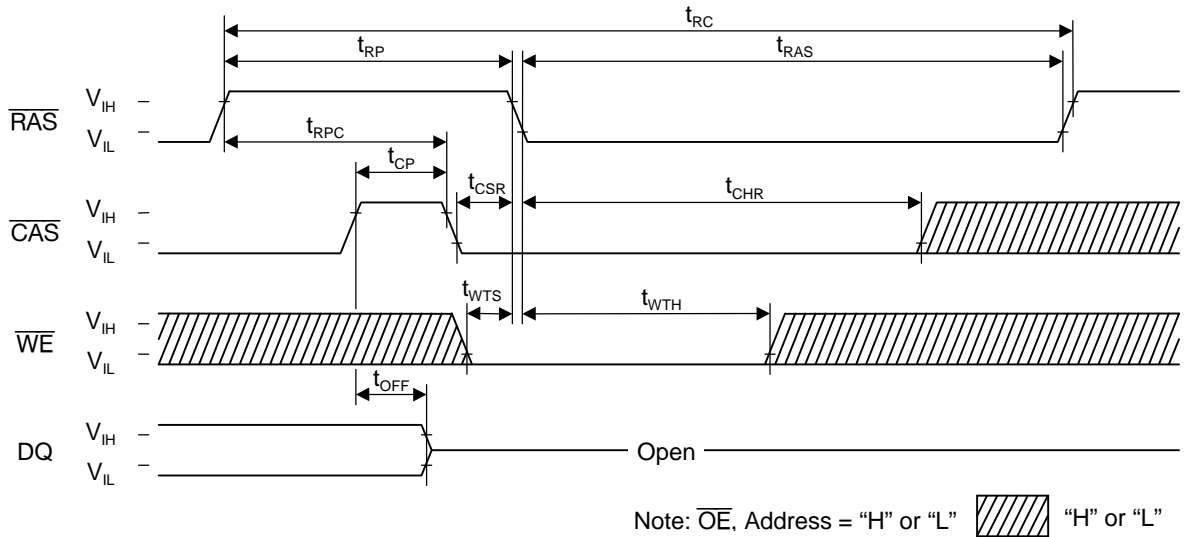 tRC
tRP
tRAS
RAS
VIH
VIL
tRPC
tCP
tCSR
tCHR
CAS
VIH
VIL
tWTS
tWTH
WE
VIH
VIL
tOFF
DQ
VIH
VIL
Open
Note: OE, Address = “H” or “L”
“H” or “L”